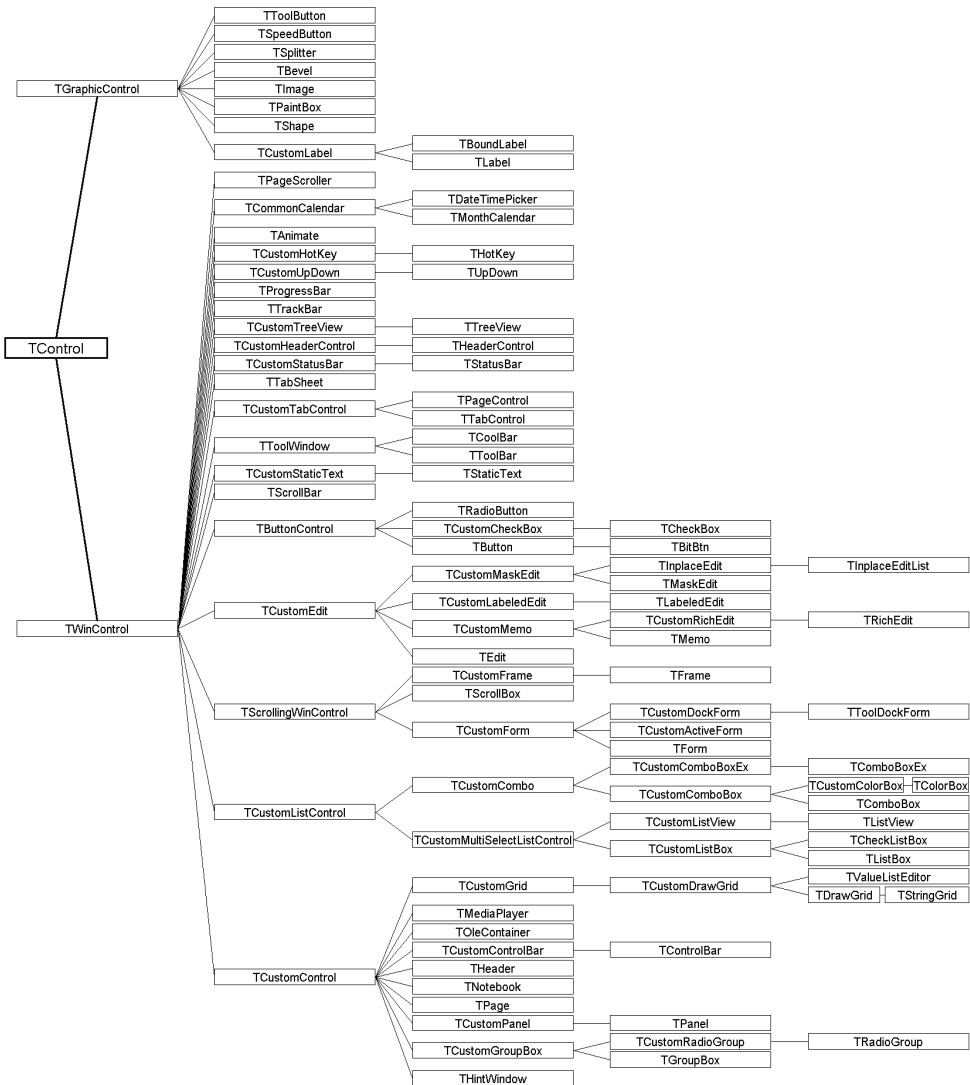 TToolButton
TSpeedButton
TSplitter
TBevel
TGraphicControl
TImage
TPaintBox
TShape
TCustomLabel
TBoundLabel
TLabel
TPageScroller
TCommonCalendar
TDateTimePicker
TMonthCalendar
TAnimate
TCustomHotKey
THotKey
TCustomUpDown
TUpDown
TProgressBar
TTrackBar
TCustomTreeView
TTreeView
TControl
TCustomHeaderControl
THeaderControl
TCustomStatusBar
TStatusBar
TTabSheet
TCustomTabControl
TPageControl
TTabControl
TToolWindow
TCoolBar
TToolBar
TCustomStaticText
TStaticText
TScrollBar
TButtonControl
TRadioButton
TCustomCheckBox
TCheckBox
TButton
TBitBtn
TWinControl
TCustomEdit
TCustomMaskEdit
TInplaceEdit
TInplaceEditList
TMaskEdit
TCustomLabeledEdit
TLabeledEdit
TCustomMemo
TCustomRichEdit
TRichEdit
TMemo
TEdit
TScrollingWinControl
TCustomFrame
TFrame
TScrollBox
TCustomForm
TCustomDockForm
TToolDockForm
TCustomActiveForm
TForm
TCustomListControl
TCustomCombo
TCustomComboBoxEx
TComboBoxEx
TCustomComboBox
TCustomColorBox
TColorBox
TComboBox
TCustomMultiSelectListControl
TCustomListView
TListView
TCustomListBox
TCheckListBox
TListBox
TCustomControl
TCustomGrid
TCustomDrawGrid
TValueListEditor
TDrawGrid
TStringGrid
TMediaPlayer
TOleContainer
TCustomControlBar
TControlBar
THeader
TNotebook
TPage
TCustomPanel
TPanel
TCustomGroupBox
TCustomRadioGroup
TRadioGroup
TGroupBox
THintWindow